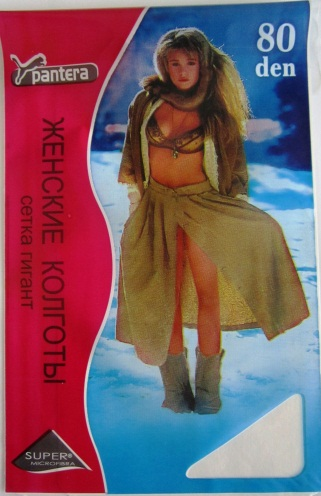 pantera
80
den
ЖЕНСКИЕ КОЛГОТЫ
сетка гигант
SUPER®
MICROFIBRA